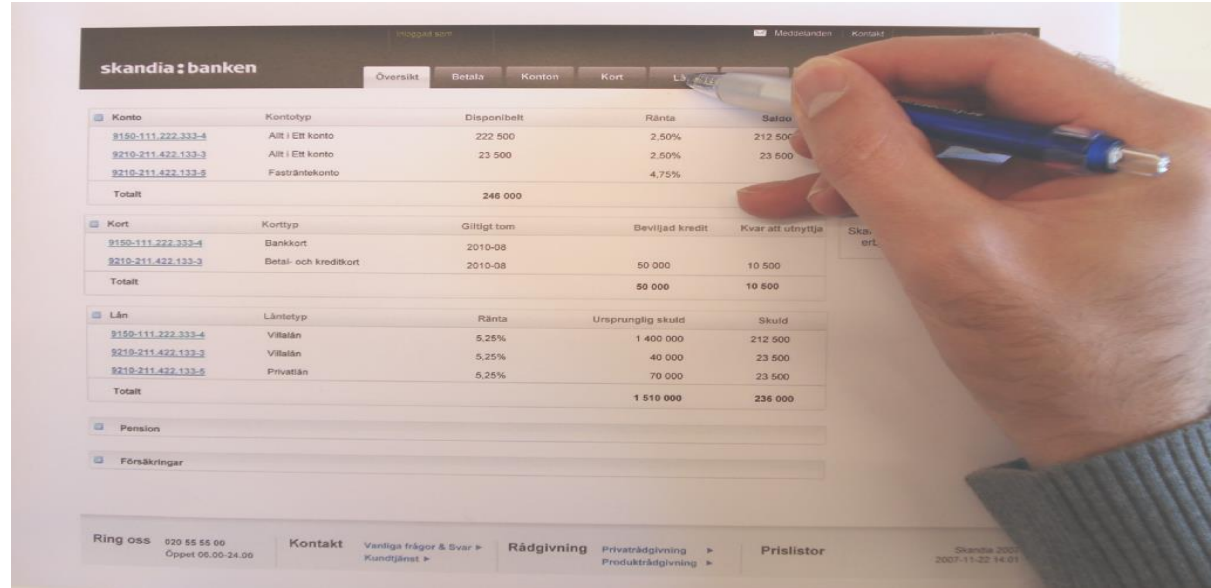 Inloggad som Meddelanden Kontakt
skandia:banken
Översikt Betala Konton Kort Lå
Konto Kontotyp Disponibelt Ränta Saldo
9150-111.222.333-4 Allt i Ett konto 222 500 2,50% 212 500
9210-211.422.133-3 Allt i Ett konto 23 500 2,50% 23 500
9210-211.422.133-5 Fasträntekonto 4,75%
Totalt 246 000
Kort Korttyp Giltigt tom Beviljad kredit Kvar att utnyttja
9150-111.222.333-4 Bankkort 2010-08
9210-211.422.133-3 Betal- och kreditkort 2010-08 50 000 10 500
Totalt 50 000 10 500
Lån Låntetyp Ränta Ursprunglig skuld Skuld
9150-111.222.333-4 Villalån 5,25% 1 400 000 212 500
9210-211.422.133-3 Villalån 5,25% 40 000 23 500
9210-211.422.133-5 Privatlån 5,25% 70 000 23 500
Totalt 1 510 000 236 000
Pension
Försäkringar
Ring oss 020 55 55 00 Kontakt Vanliga frågor & Svar Rådgivning Privatrådgivning Prislistor Skandia 2007
Öppet 06.00-24.00 Kundtjänst Produktrådgivning 2007-11-22 14:01